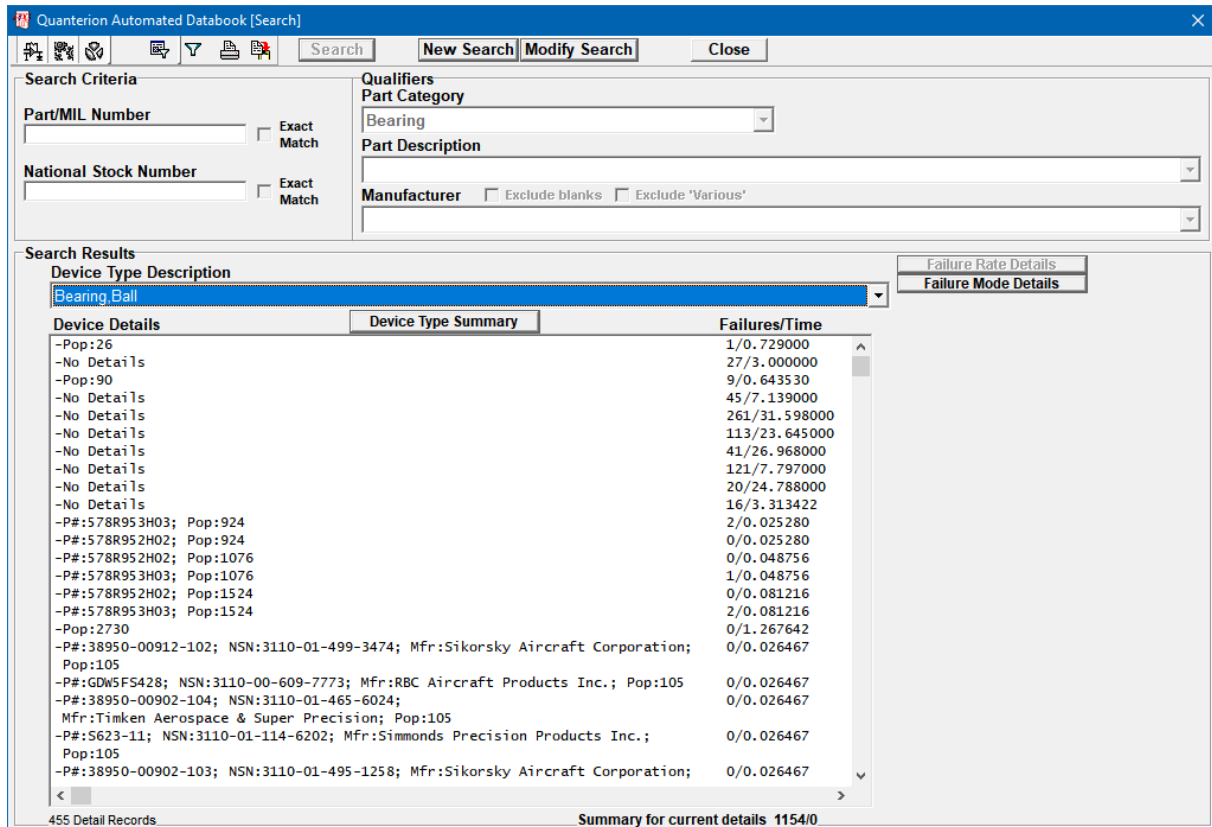 Quanterion Automated Databook [Search]
Search New Search Modify Search Close
Search Criteria
Part/MIL Number
Exact Match
National Stock Number
Exact Match
Qualifiers
Part Category
Bearing
Part Description
Manufacturer Exclude blanks Exclude 'Various'
Search Results
Device Type Description
Bearing,Ball
Failure Rate Details
Failure Mode Details
Device Details Device Type Summary Failures/Time
-Pop:26 1/0.729000
-No Details 27/3.000000
-Pop:90 9/0.643530
-No Details 45/7.139000
-No Details 261/31.598000
-No Details 113/23.645000
-No Details 41/26.968000
-No Details 121/7.797000
-No Details 20/24.788000
-No Details 16/3.313422
-P#:578R953H03; Pop:924 2/0.025280
-P#:578R952H02; Pop:924 0/0.025280
-P#:578R952H02; Pop:1076 0/0.048756
-P#:578R953H03; Pop:1076 1/0.048756
-P#:578R952H02; Pop:1524 0/0.081216
-P#:578R953H03; Pop:1524 2/0.081216
-Pop:2730 0/1.267642
-P#:38950-00912-102; NSN:3110-01-499-3474; Mfr:Sikorsky Aircraft Corporation; 0/0.026467
Pop:105
-P#:GDW5FS428; NSN:3110-00-609-7773; Mfr:RBC Aircraft Products Inc.; Pop:105 0/0.026467
-P#:38950-00902-104; NSN:3110-01-465-6024; 0/0.026467
Mfr:Timken Aerospace & Super Precision; Pop:105
-P#:S623-11; NSN:3110-01-114-6202; Mfr:Simmonds Precision Products Inc.; 0/0.026467
Pop:105
-P#:38950-00902-103; NSN:3110-01-495-1258; Mfr:Sikorsky Aircraft Corporation; 0/0.026467
455 Detail Records Summary for current details 1154/0